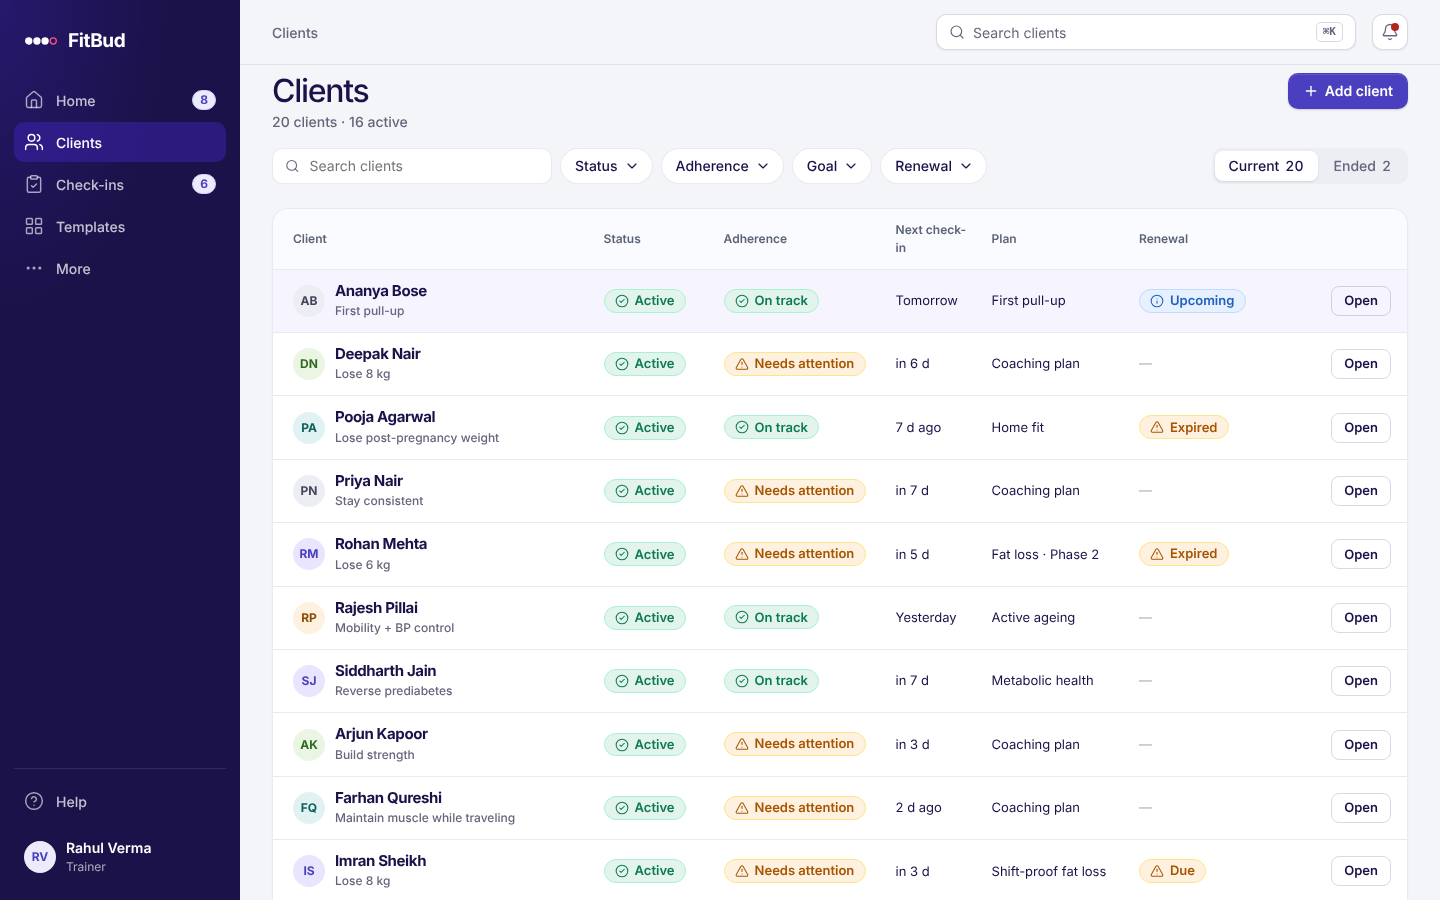 FitBud
Home 8
Clients
Check-ins 6
Templates
More
Help
RV Rahul Verma
Trainer
Clients
Search clients ⌘K
Clients
20 clients · 16 active
Add client
Search clients
Status Adherence Goal Renewal
Current 20 Ended 2
Client Status Adherence Next check-in Plan Renewal
AB Ananya Bose
First pull-up
Active On track Tomorrow First pull-up Upcoming Open
DN Deepak Nair
Lose 8 kg
Active Needs attention in 6 d Coaching plan — Open
PA Pooja Agarwal
Lose post-pregnancy weight
Active On track 7 d ago Home fit Expired Open
PN Priya Nair
Stay consistent
Active Needs attention in 7 d Coaching plan — Open
RM Rohan Mehta
Lose 6 kg
Active Needs attention in 5 d Fat loss · Phase 2 Expired Open
RP Rajesh Pillai
Mobility + BP control
Active On track Yesterday Active ageing — Open
SJ Siddharth Jain
Reverse prediabetes
Active On track in 7 d Metabolic health — Open
AK Arjun Kapoor
Build strength
Active Needs attention in 3 d Coaching plan — Open
FQ Farhan Qureshi
Maintain muscle while traveling
Active Needs attention 2 d ago Coaching plan — Open
IS Imran Sheikh
Lose 8 kg
Active Needs attention in 3 d Shift-proof fat loss Due Open